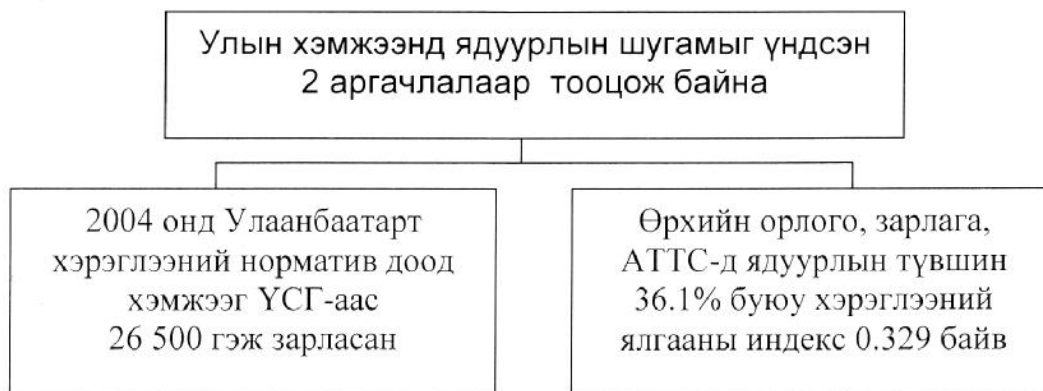 Улын хэмжээнд ядуурлын шугамыг үндсэн
2 аргачлалаар тооцож байна
2004 онд Улаанбаатарт
хэрэглээний норматив доод
хэмжээг ҮСГ-аас
26 500 гэж зарласан
Өрхийн орлого, зарлага,
АТТС-д ядуурлын түвшин
36.1% буюу хэрэглээний
ялгааны индекс 0.329 байв